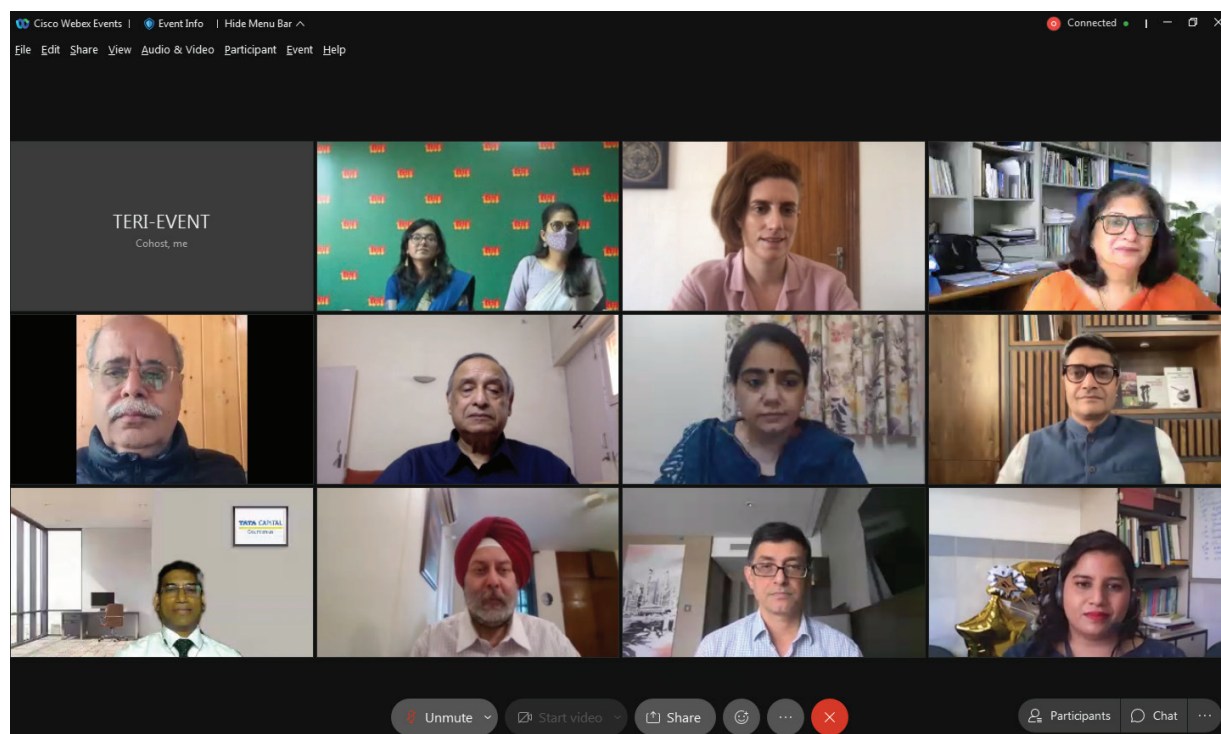 Cisco Webex Events | Event Info | Hide Menu Bar
Connected
File Edit Share View Audio & Video Participant Event Help
TERI-EVENT
Cohost, me
TATA CAPITAL
Unmute
Start video
Share
Participants
Chat